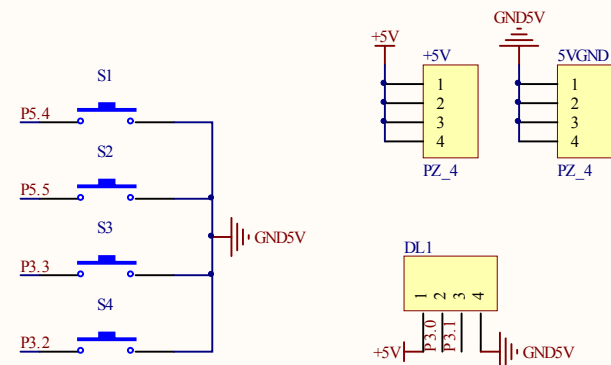 S1
P5.4
S2
P5.5
S3
P3.3
S4
P3.2
GND5V
+5V
+5V
1
2
3
4
PZ_4
GND5V
5VGND
1
2
3
4
PZ_4
DL1
1
2
3
4
P3.0
P3.1
+5V
GND5V